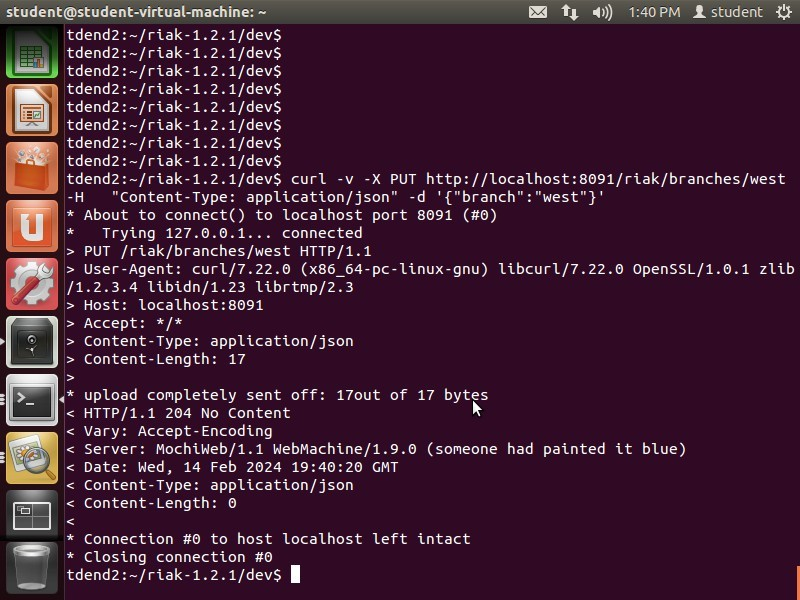 student@student-virtual-machine: ~ 1:40 PM student
tdend2:~/riak-1.2.1/dev$
tdend2:~/riak-1.2.1/dev$
tdend2:~/riak-1.2.1/dev$
tdend2:~/riak-1.2.1/dev$
tdend2:~/riak-1.2.1/dev$
tdend2:~/riak-1.2.1/dev$
tdend2:~/riak-1.2.1/dev$
tdend2:~/riak-1.2.1/dev$
tdend2:~/riak-1.2.1/dev$ curl -v -X PUT http://localhost:8091/riak/branches/west
-H   "Content-Type: application/json" -d '{"branch":"west"}'
* About to connect() to localhost port 8091 (#0)
*   Trying 127.0.0.1... connected
> PUT /riak/branches/west HTTP/1.1
> User-Agent: curl/7.22.0 (x86_64-pc-linux-gnu) libcurl/7.22.0 OpenSSL/1.0.1 zlib
/1.2.3.4 libidn/1.23 librtmp/2.3
> Host: localhost:8091
> Accept: */*
> Content-Type: application/json
> Content-Length: 17
>
* upload completely sent off: 17out of 17 bytes
< HTTP/1.1 204 No Content
< Vary: Accept-Encoding
< Server: MochiWeb/1.1 WebMachine/1.9.0 (someone had painted it blue)
< Date: Wed, 14 Feb 2024 19:40:20 GMT
< Content-Type: application/json
< Content-Length: 0
<
* Connection #0 to host localhost left intact
* Closing connection #0
tdend2:~/riak-1.2.1/dev$